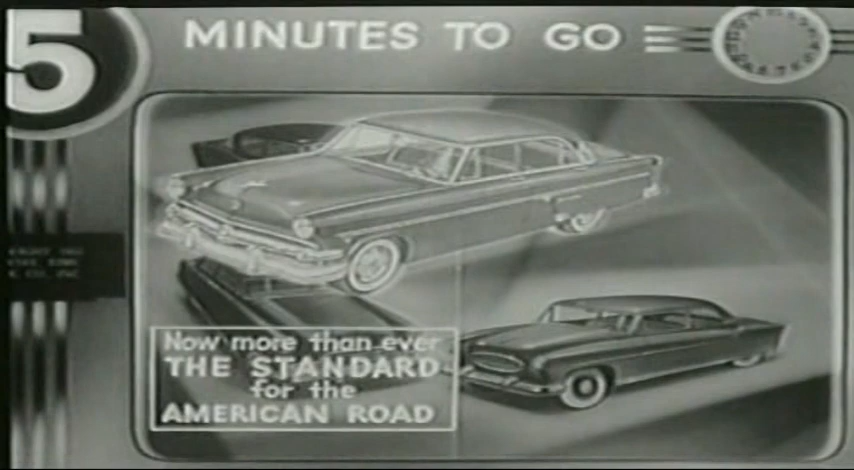 5
MINUTES TO GO
Now more than ever
THE STANDARD
for the
AMERICAN ROAD